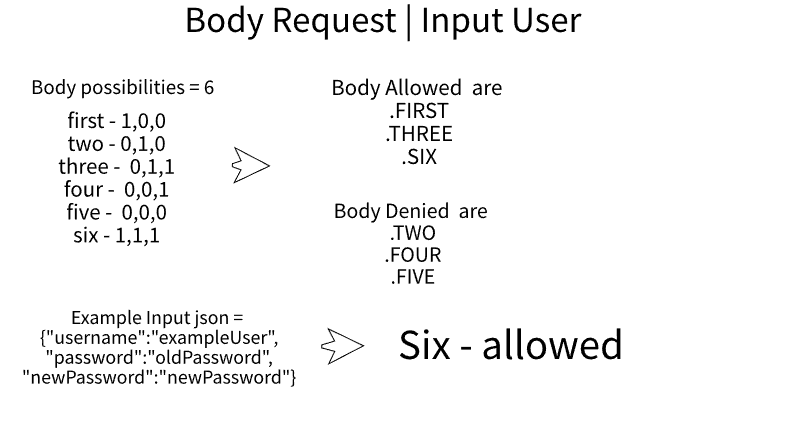 Body Request | Input User
Body possibilities = 6
first - 1,0,0
two - 0,1,0
three -  0,1,1
four -  0,0,1
five -  0,0,0
six - 1,1,1
Body Allowed  are
.FIRST
.THREE
.SIX
Body Denied  are
.TWO
.FOUR
.FIVE
Example Input json =
{"username":"exampleUser",
"password":"oldPassword",
"newPassword":"newPassword"}
Six - allowed